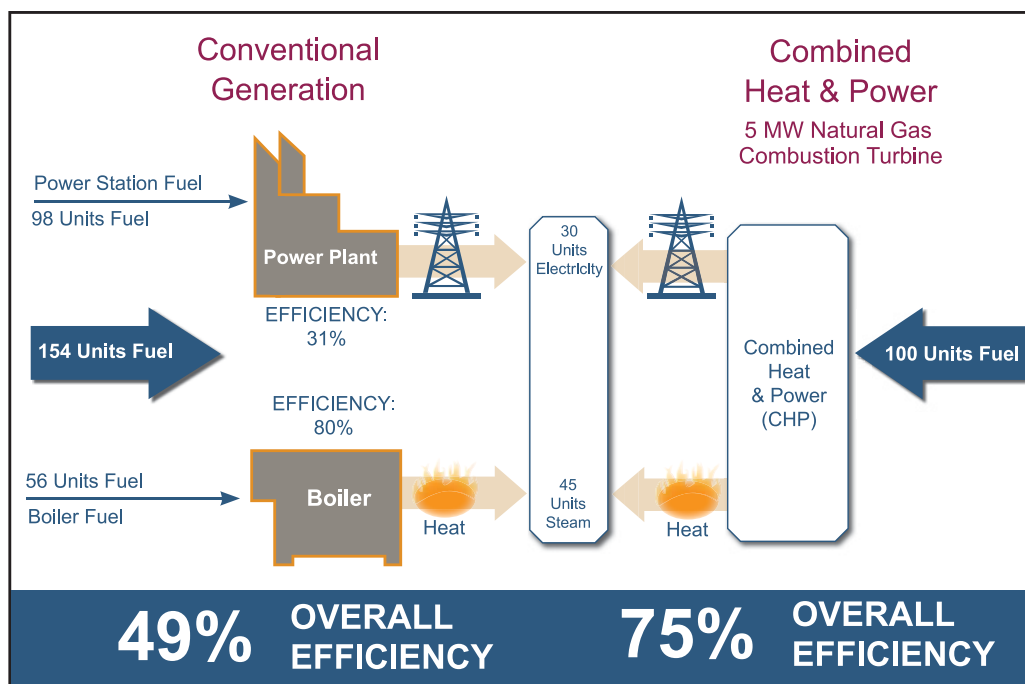 Conventional
Generation
Combined
Heat & Power
5 MW Natural Gas
Combustion Turbine
Power Station Fuel
98 Units Fuel
Power Plant
EFFICIENCY:
31%
30
Units
Electricity
154 Units Fuel
100 Units Fuel
Combined
Heat
& Power
(CHP)
EFFICIENCY:
80%
56 Units Fuel
Boiler Fuel
Boiler
Heat
45
Units
Steam
Heat
49% OVERALL
EFFICIENCY
75% OVERALL
EFFICIENCY